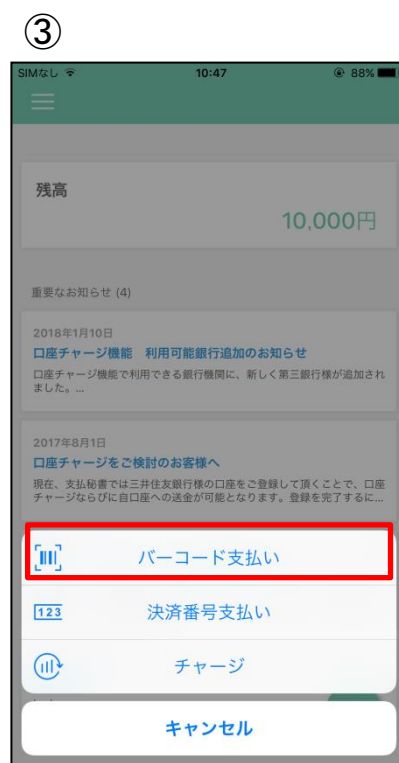 ③
SIMなし 10:47 88%
残高
10,000円
重要なお知らせ (4)
2018年1月10日
口座チャージ機能 利用可能銀行追加のお知らせ
口座チャージ機能で利用できる銀行機関に、新しく第三銀行様が追加され
ました。...
2017年8月1日
口座チャージをご検討のお客様へ
現在、支払秘書では三井住友銀行様の口座をご登録して頂くことで、口座
チャージならびに自口座への送金が可能となります。登録を完了するに...
バーコード支払い
123 決済番号支払い
チャージ
キャンセル